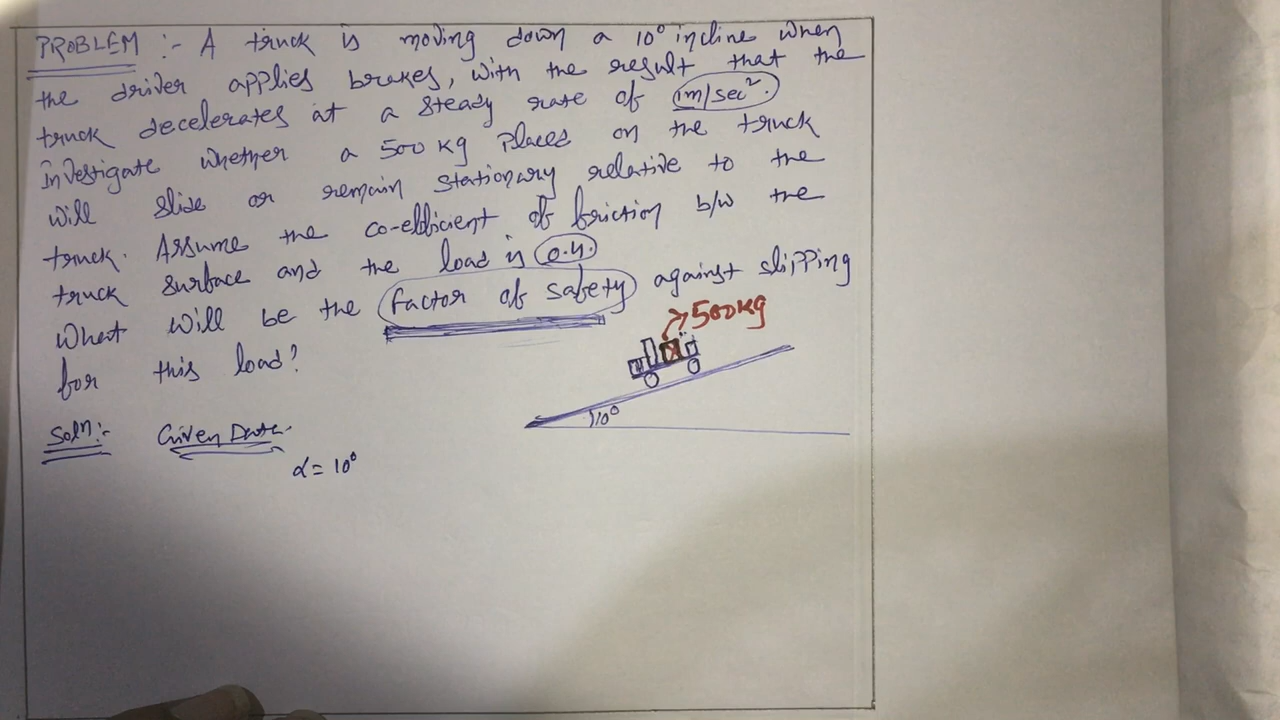 PROBLEM :- A truck is moving down a 10° incline when
the driver applies brakes, with the result that the
truck decelerates at a steady rate of 1m/sec².
Investigate whether a 500 kg places on the truck
will slide or remain stationary relative to the
truck. Assume the co-efficient of friction b/w the
truck surface and the load is 0.4.
What will be the factor of safety against slipping
for this load?
500kg
10°
Soln:- Given Data-
α = 10°